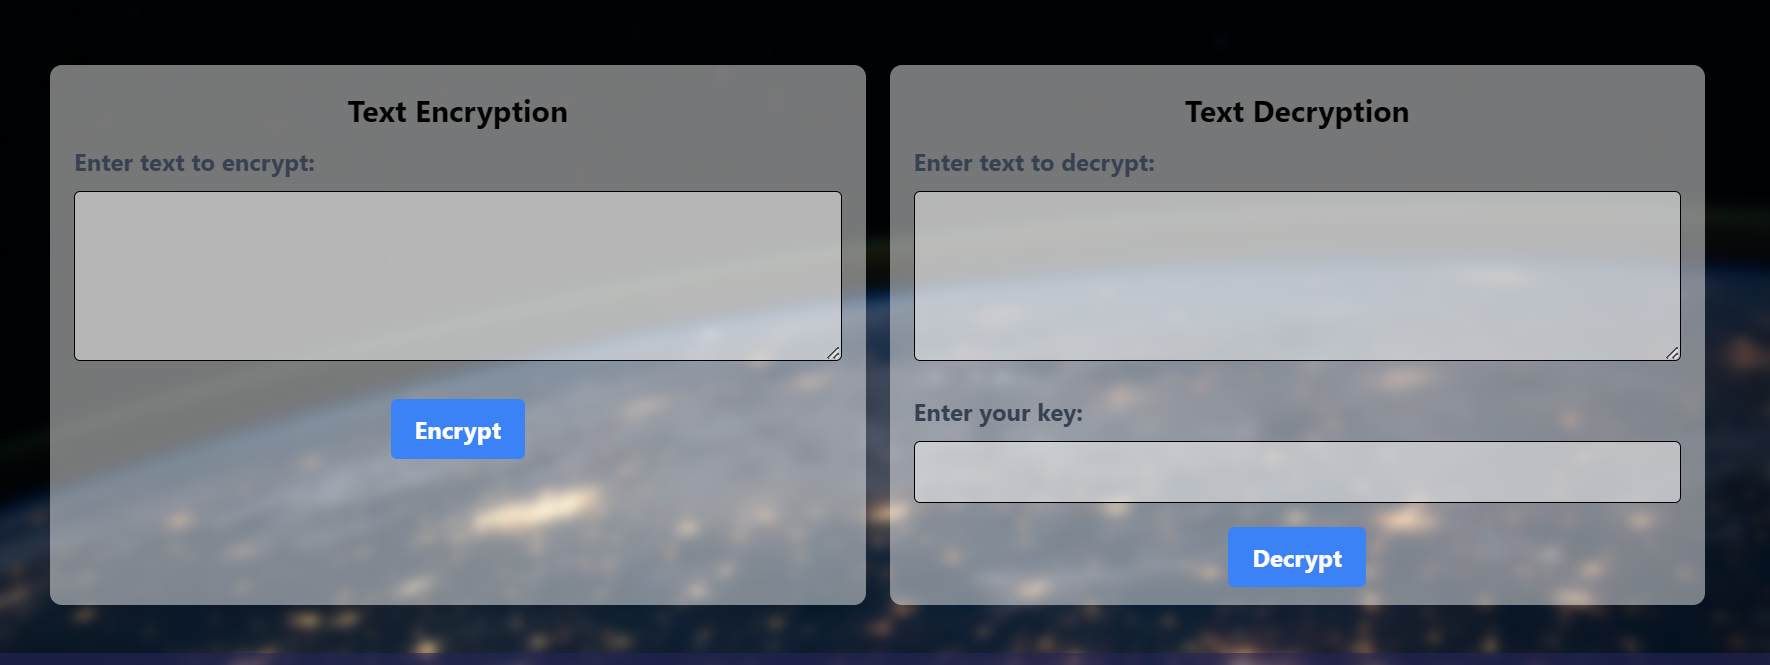 Text Encryption
Enter text to encrypt:
Encrypt
Text Decryption
Enter text to decrypt:
Enter your key:
Decrypt